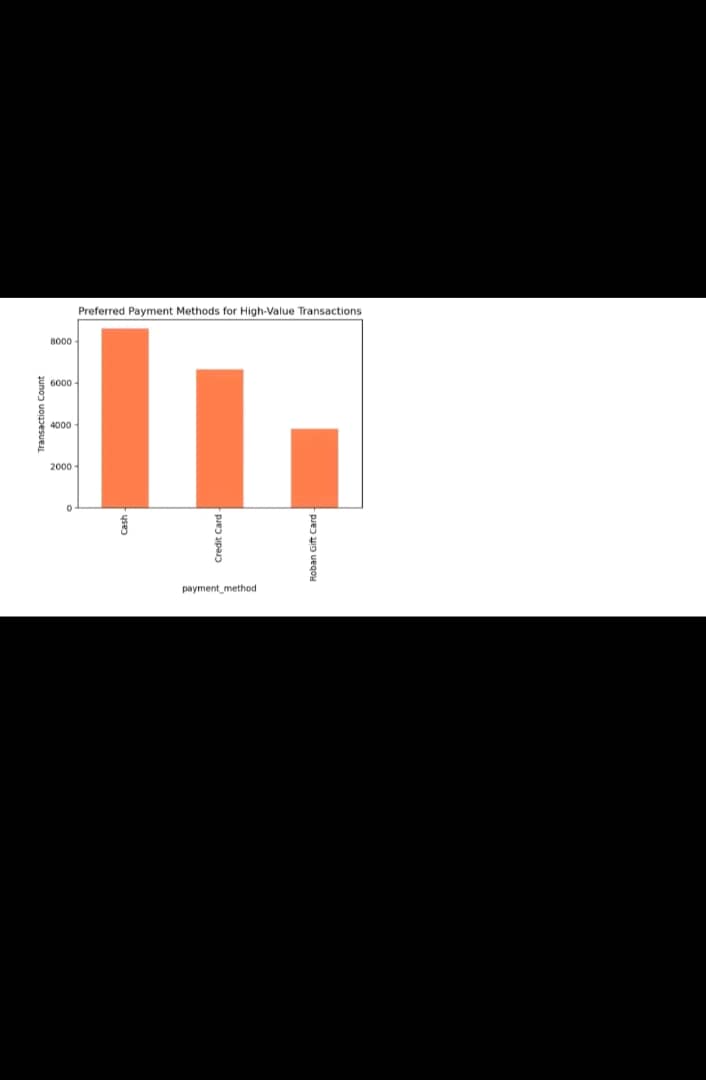 Preferred Payment Methods for High-Value Transactions
Transaction Count
8000
6000
4000
2000
0
Cash
Credit Card
Roban Gift Card
payment_method